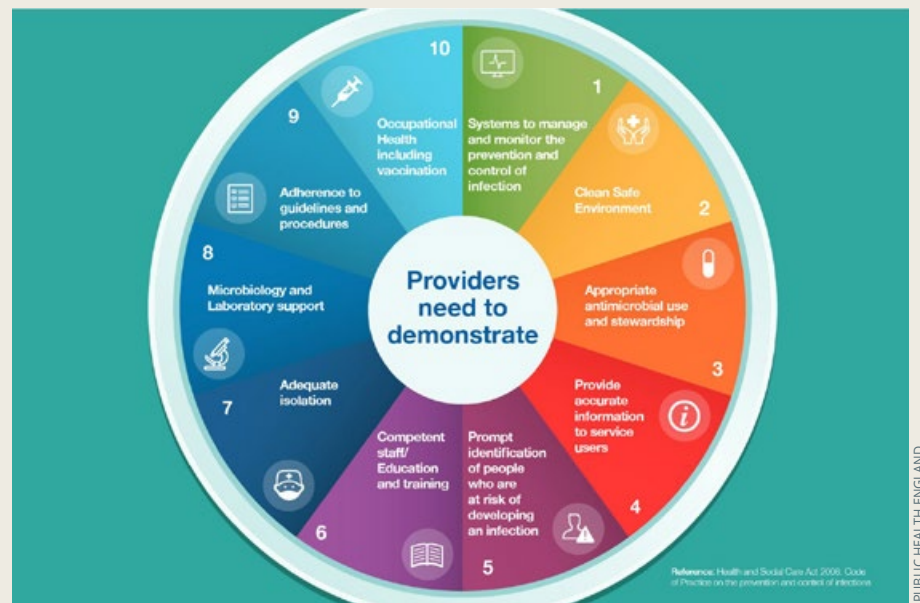 Providers
need to
demonstrate
1
Systems to manage
and monitor the
prevention and
control of
infection
2
Clean Safe
Environment
3
Appropriate
antimicrobial use
and stewardship
4
Provide
accurate
information
to service
users
5
Prompt
identification
of people
who are
at risk of
developing
an infection
6
Competent
staff/
Education
and training
7
Adequate
isolation
8
Microbiology and
Laboratory support
9
Adherence to
guidelines and
procedures
10
Occupational
Health
including
vaccination
Reference: Health and Social Care Act 2008. Code
of Practice on the prevention and control of infections
PUBLIC HEALTH ENGLAND